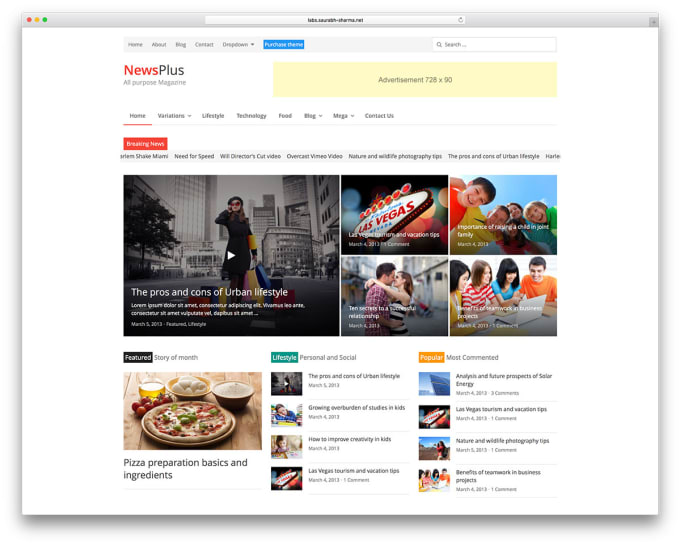 labs.saurabh-sharma.net
Home About Blog Contact Dropdown Purchase theme Search ...
NewsPlus
All purpose Magazine
Advertisement 728 x 90
Home Variations Lifestyle Technology Food Blog Mega Contact Us
Breaking News
arlem Shake Miami Need for Speed Will Director's Cut video Overcast Vimeo Video Nature and wildlife photography tips The pros and cons of Urban lifestyle Harle
The pros and cons of Urban lifestyle
Lorem ipsum dolor sit amet, consectetur adipiscing elit. Vivamus leo ante,
consectetur sit amet vulputate vel, dapibus sit amet ...
March 5, 2013 · Featured, Lifestyle
LAS VEGAS
Las Vegas tourism and vacation tips
March 4, 2013 · 1 Comment
Importance of raising a child in joint
family
March 4, 2013
Ten secrets to a successful
relationship
March 4, 2013
Benefits of teamwork in business
projects
March 4, 2013 · 1 Comment
Featured Story of month
Pizza preparation basics and
ingredients
Lifestyle Personal and Social
The pros and cons of Urban lifestyle
March 5, 2013
Growing overburden of studies in kids
March 4, 2013
How to improve creativity in kids
March 4, 2013
Las Vegas tourism and vacation tips
March 4, 2013 · 1 Comment
Popular Most Commented
Analysis and future prospects of Solar
Energy
March 4, 2013 · 3 Comments
Las Vegas tourism and vacation tips
March 4, 2013 · 1 Comment
Nature and wildlife photography tips
March 5, 2013 · 1 Comment
Benefits of teamwork in business
projects
March 4, 2013 · 1 Comment